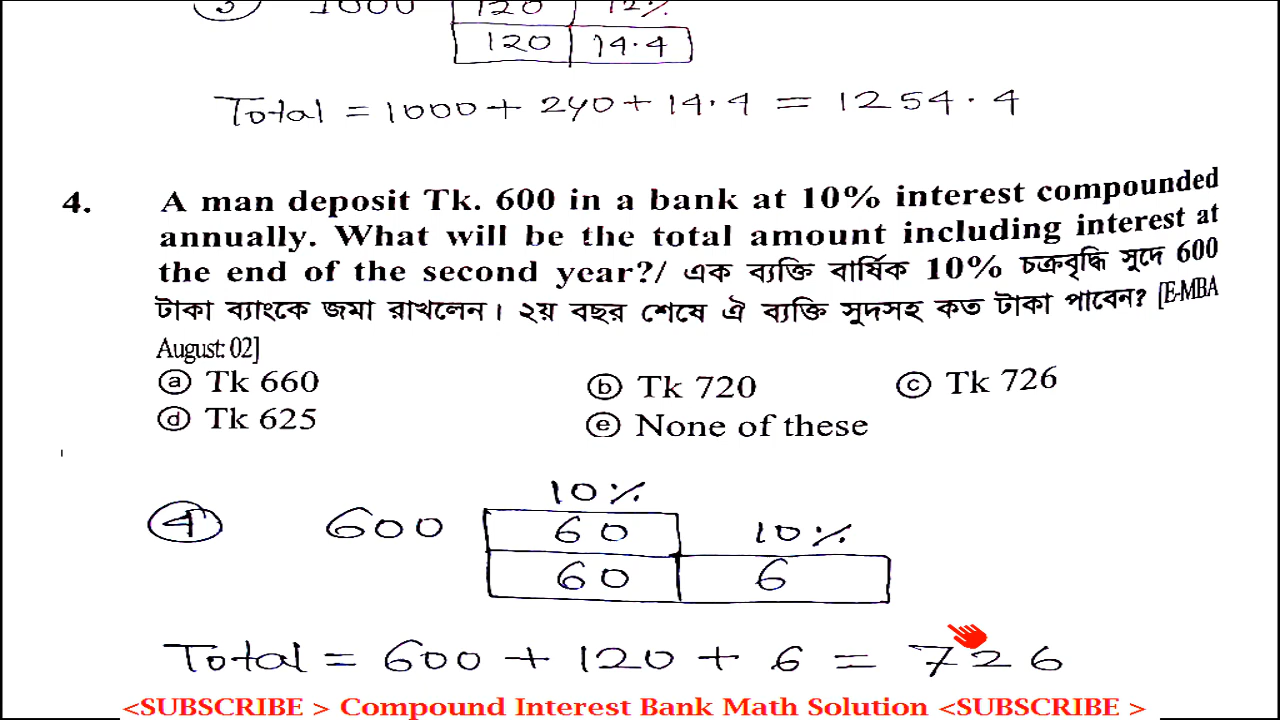 3 1000 120 12%
120 14.4
Total = 1000 + 240 + 14.4 = 1254.4
4. A man deposit Tk. 600 in a bank at 10% interest compounded
annually. What will be the total amount including interest at
the end of the second year?/ এক ব্যক্তি বার্ষিক 10% চক্রবৃদ্ধি সুদে 600
টাকা ব্যাংকে জমা রাখলেন। ২য় বছর শেষে ঐ ব্যক্তি সুদসহ কত টাকা পাবেন? [E-MBA
August: 02]
ⓐ Tk 660 ⓑ Tk 720 ⓒ Tk 726
ⓓ Tk 625 ⓔ None of these
10%
4 600 60 10%
60 6
Total = 600 + 120 + 6 = 726
<SUBSCRIBE > Compound Interest Bank Math Solution <SUBSCRIBE >